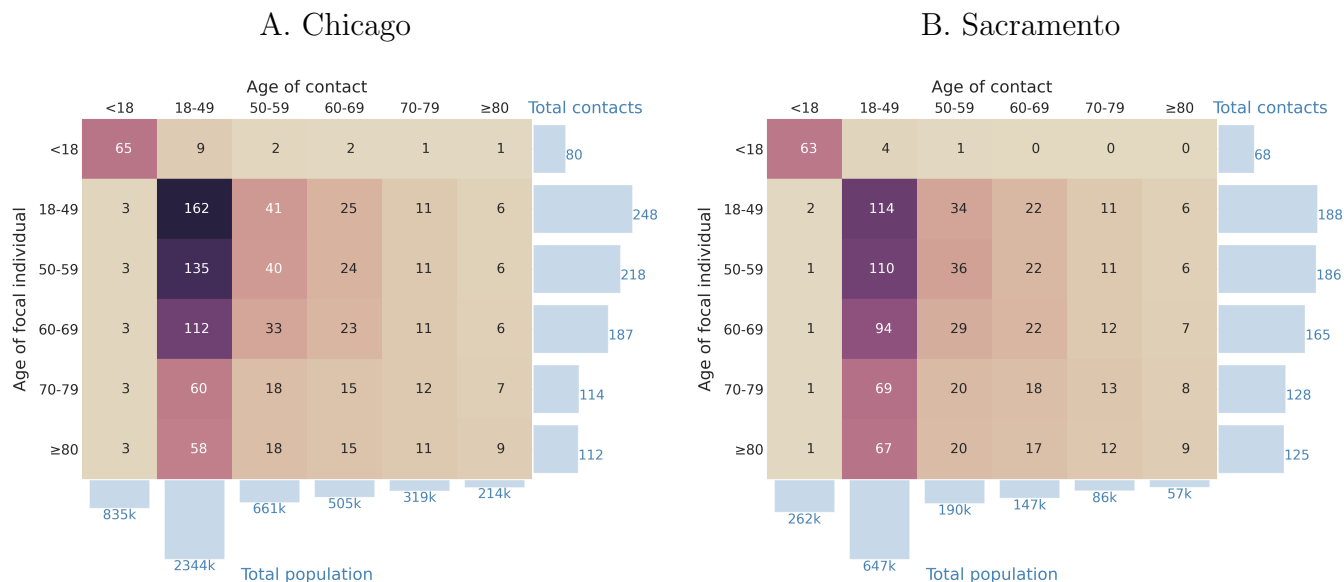 A. Chicago
Age of contact
<18 18-49 50-59 60-69 70-79 ≥80 Total contacts
Age of focal individual
<18 65 9 2 2 1 1 80
18-49 3 162 41 25 11 6 248
50-59 3 135 40 24 11 6 218
60-69 3 112 33 23 11 6 187
70-79 3 60 18 15 12 7 114
≥80 3 58 18 15 11 9 112
835k 2344k 661k 505k 319k 214k
Total population
B. Sacramento
Age of contact
<18 18-49 50-59 60-69 70-79 ≥80 Total contacts
Age of focal individual
<18 63 4 1 0 0 0 68
18-49 2 114 34 22 11 6 188
50-59 1 110 36 22 11 6 186
60-69 1 94 29 22 12 7 165
70-79 1 69 20 18 13 8 128
≥80 1 67 20 17 12 9 125
262k 647k 190k 147k 86k 57k
Total population